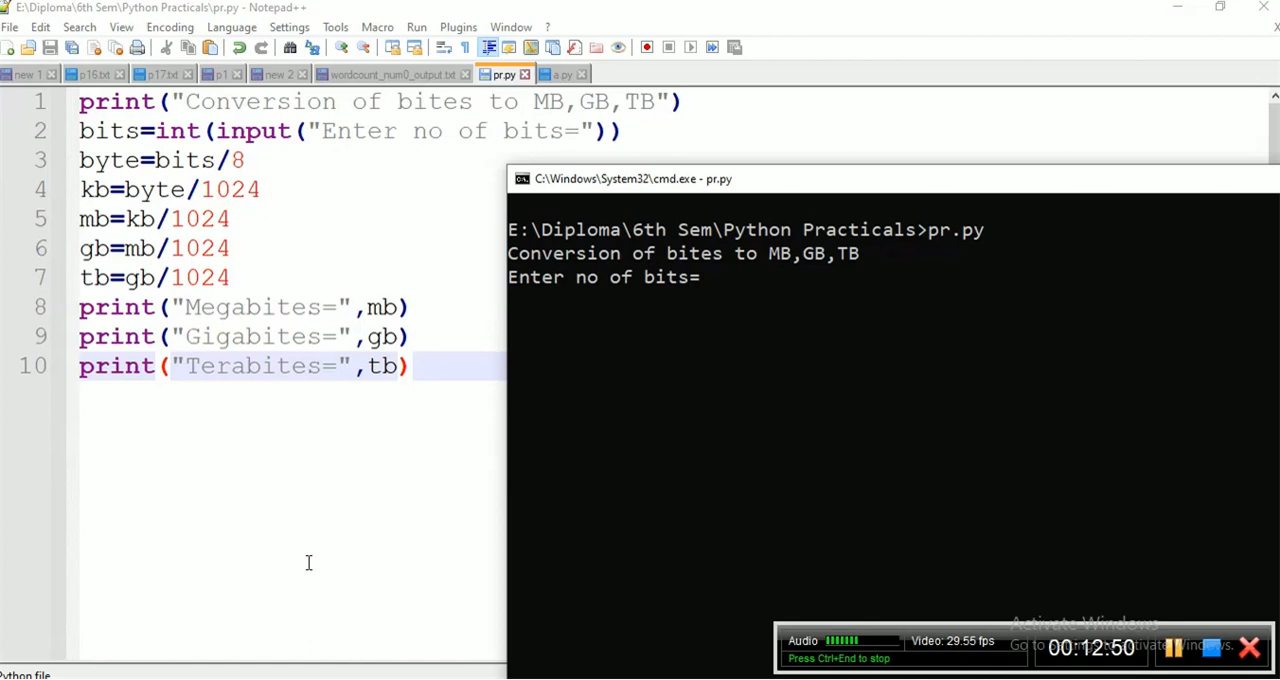 E:\Diploma\6th Sem\Python Practicals\pr.py - Notepad++
File Edit Search View Encoding Language Settings Tools Macro Run Plugins Window ?
new 1 p16.txt p17.txt p1 new 2 wordcount_num0_output.txt pr.py a.py
1 print("Conversion of bites to MB,GB,TB")
2 bits=int(input("Enter no of bits="))
3 byte=bits/8
4 kb=byte/1024
5 mb=kb/1024
6 gb=mb/1024
7 tb=gb/1024
8 print("Megabites=",mb)
9 print("Gigabites=",gb)
10 print("Terabites=",tb)
C:\Windows\System32\cmd.exe - pr.py
E:\Diploma\6th Sem\Python Practicals>pr.py
Conversion of bites to MB,GB,TB
Enter no of bits=
Activate Windows
Go to Settings to activate Windows.
Audio Video: 29.55 fps
Press Ctrl+End to stop
00:12:50
Python file